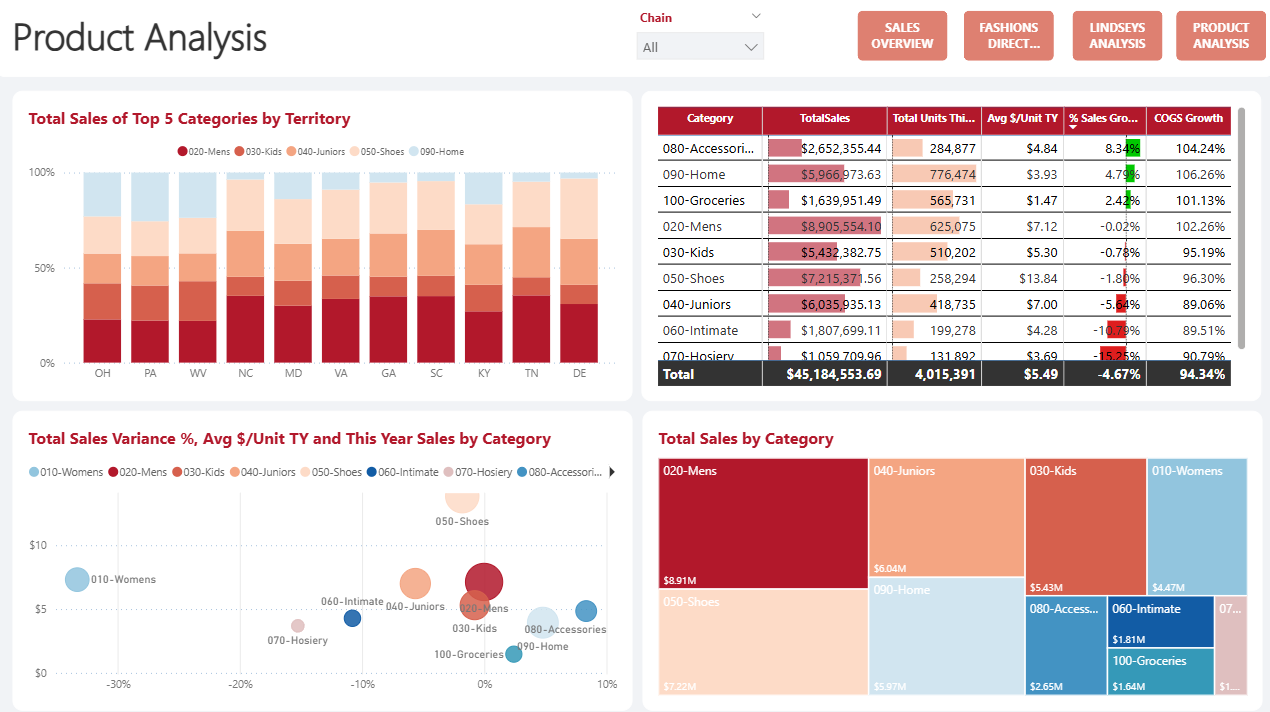 Product Analysis
Chain
All
SALES
OVERVIEW
FASHIONS
DIRECT...
LINDSEYS
ANALYSIS
PRODUCT
ANALYSIS
Total Sales of Top 5 Categories by Territory
020-Mens 030-Kids 040-Juniors 050-Shoes 090-Home
100%
50%
0%
OH PA WV NC MD VA GA SC KY TN DE
Category TotalSales Total Units Thi... Avg $/Unit TY % Sales Gro... COGS Growth
080-Accessori... $2,652,355.44 284,877 $4.84 8.34% 104.24%
090-Home $5,966,973.63 776,474 $3.93 4.79% 106.26%
100-Groceries $1,639,951.49 565,731 $1.47 2.42% 101.13%
020-Mens $8,905,554.10 625,075 $7.12 -0.02% 102.26%
030-Kids $5,432,382.75 510,202 $5.30 -0.78% 95.19%
050-Shoes $7,215,371.56 258,294 $13.84 -1.80% 96.30%
040-Juniors $6,035,935.13 418,735 $7.00 -5.64% 89.06%
060-Intimate $1,807,699.11 199,278 $4.28 -10.79% 89.51%
070-Hosiery $1,059,709.96 131,892 $3.69 -15.25% 90.79%
Total $45,184,553.69 4,015,391 $5.49 -4.67% 94.34%
Total Sales Variance %, Avg $/Unit TY and This Year Sales by Category
010-Womens 020-Mens 030-Kids 040-Juniors 050-Shoes 060-Intimate 070-Hosiery 080-Accessori...
050-Shoes
$10
010-Womens
060-Intimate
040-Juniors
020-Mens
$5
030-Kids
080-Accessories
070-Hosiery
090-Home
100-Groceries
$0
-30% -20% -10% 0% 10%
Total Sales by Category
020-Mens
$8.91M
040-Juniors
$6.04M
030-Kids
$5.43M
010-Womens
$4.47M
050-Shoes
$7.22M
090-Home
$5.97M
080-Access...
$2.65M
060-Intimate
$1.81M
100-Groceries
$1.64M
07...
$1....